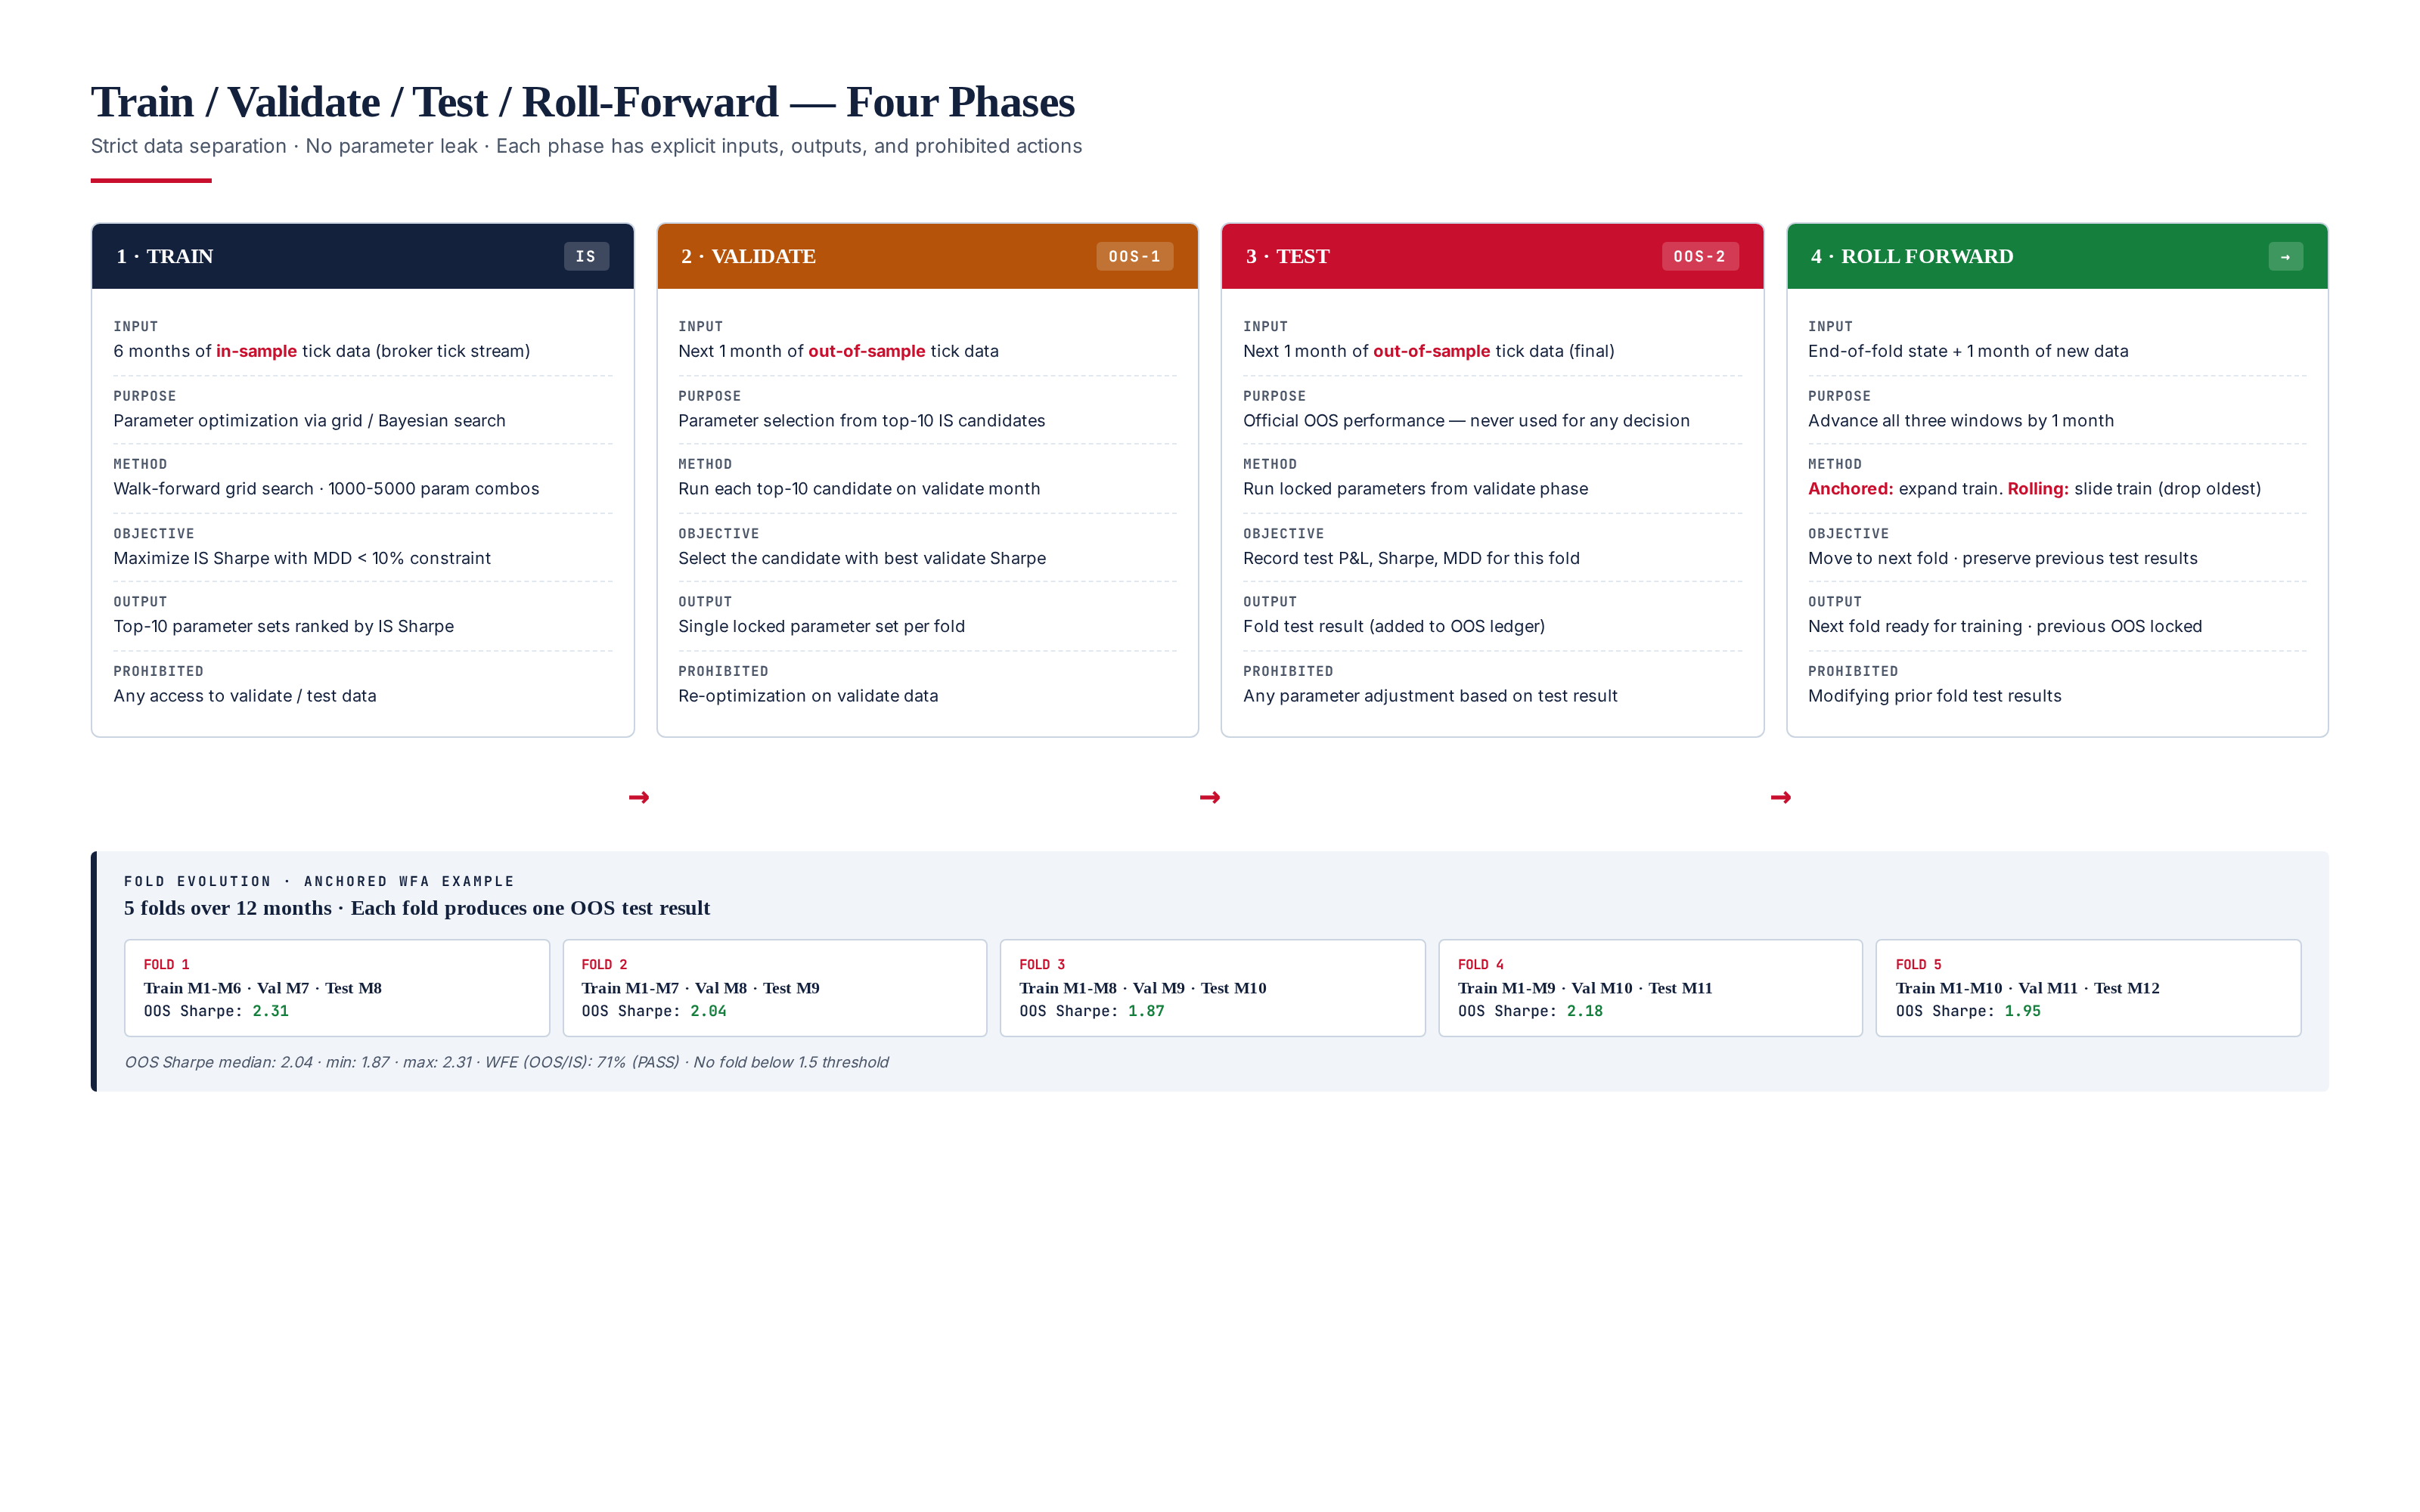 Train / Validate / Test / Roll-Forward — Four Phases
Strict data separation · No parameter leak · Each phase has explicit inputs, outputs, and prohibited actions
1 · TRAIN
IS
INPUT
6 months of in-sample tick data (broker tick stream)
PURPOSE
Parameter optimization via grid / Bayesian search
METHOD
Walk-forward grid search · 1000-5000 param combos
OBJECTIVE
Maximize IS Sharpe with MDD < 10% constraint
OUTPUT
Top-10 parameter sets ranked by IS Sharpe
PROHIBITED
Any access to validate / test data
2 · VALIDATE
OOS-1
INPUT
Next 1 month of out-of-sample tick data
PURPOSE
Parameter selection from top-10 IS candidates
METHOD
Run each top-10 candidate on validate month
OBJECTIVE
Select the candidate with best validate Sharpe
OUTPUT
Single locked parameter set per fold
PROHIBITED
Re-optimization on validate data
3 · TEST
OOS-2
INPUT
Next 1 month of out-of-sample tick data (final)
PURPOSE
Official OOS performance — never used for any decision
METHOD
Run locked parameters from validate phase
OBJECTIVE
Record test P&L, Sharpe, MDD for this fold
OUTPUT
Fold test result (added to OOS ledger)
PROHIBITED
Any parameter adjustment based on test result
4 · ROLL FORWARD
→
INPUT
End-of-fold state + 1 month of new data
PURPOSE
Advance all three windows by 1 month
METHOD
Anchored: expand train. Rolling: slide train (drop oldest)
OBJECTIVE
Move to next fold · preserve previous test results
OUTPUT
Next fold ready for training · previous OOS locked
PROHIBITED
Modifying prior fold test results
→ → →
FOLD EVOLUTION · ANCHORED WFA EXAMPLE
5 folds over 12 months · Each fold produces one OOS test result
FOLD 1
Train M1-M6 · Val M7 · Test M8
OOS Sharpe: 2.31
FOLD 2
Train M1-M7 · Val M8 · Test M9
OOS Sharpe: 2.04
FOLD 3
Train M1-M8 · Val M9 · Test M10
OOS Sharpe: 1.87
FOLD 4
Train M1-M9 · Val M10 · Test M11
OOS Sharpe: 2.18
FOLD 5
Train M1-M10 · Val M11 · Test M12
OOS Sharpe: 1.95
OOS Sharpe median: 2.04 · min: 1.87 · max: 2.31 · WFE (OOS/IS): 71% (PASS) · No fold below 1.5 threshold